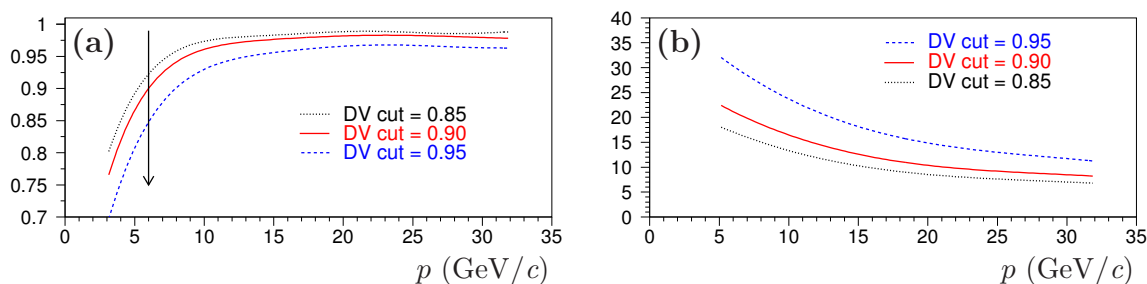 (a)
1
0.95
0.9
0.85
0.8
0.75
0.7
DV cut = 0.85
DV cut = 0.90
DV cut = 0.95
0 5 10 15 20 25 30 35
p (GeV/c)
(b)
40
35
30
25
20
15
10
5
0
DV cut = 0.95
DV cut = 0.90
DV cut = 0.85
0 5 10 15 20 25 30 35
p (GeV/c)